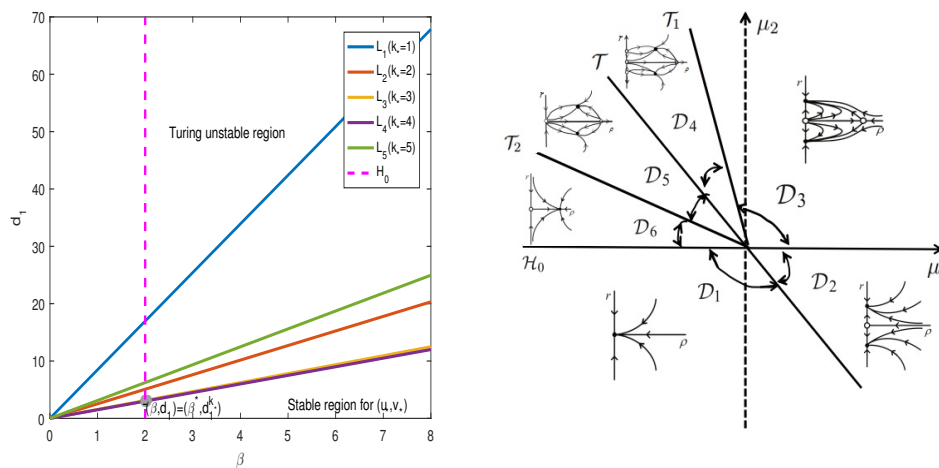 70
60
50
40
30
20
10
0
d₁
0 1 2 3 4 5 6 7 8
β
Turing unstable region
L₁(k*=1)
L₂(k*=2)
L₃(k*=3)
L₄(k*=4)
L₅(k*=5)
H₀
(β,d₁)=(β*,d₁^k*)
Stable region for (u*,v*)
𝒯₁
μ₂
𝒯
𝒯₂
r
ρ
r
ρ
r
ρ
r
ρ
𝒟₄
𝒟₅
𝒟₃
𝒟₆
ℋ₀
μ
𝒟₁
𝒟₂
r
ρ
r
ρ